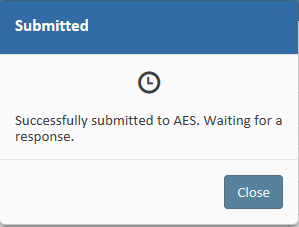 Submitted
Successfully submitted to AES. Waiting for a
response.
Close